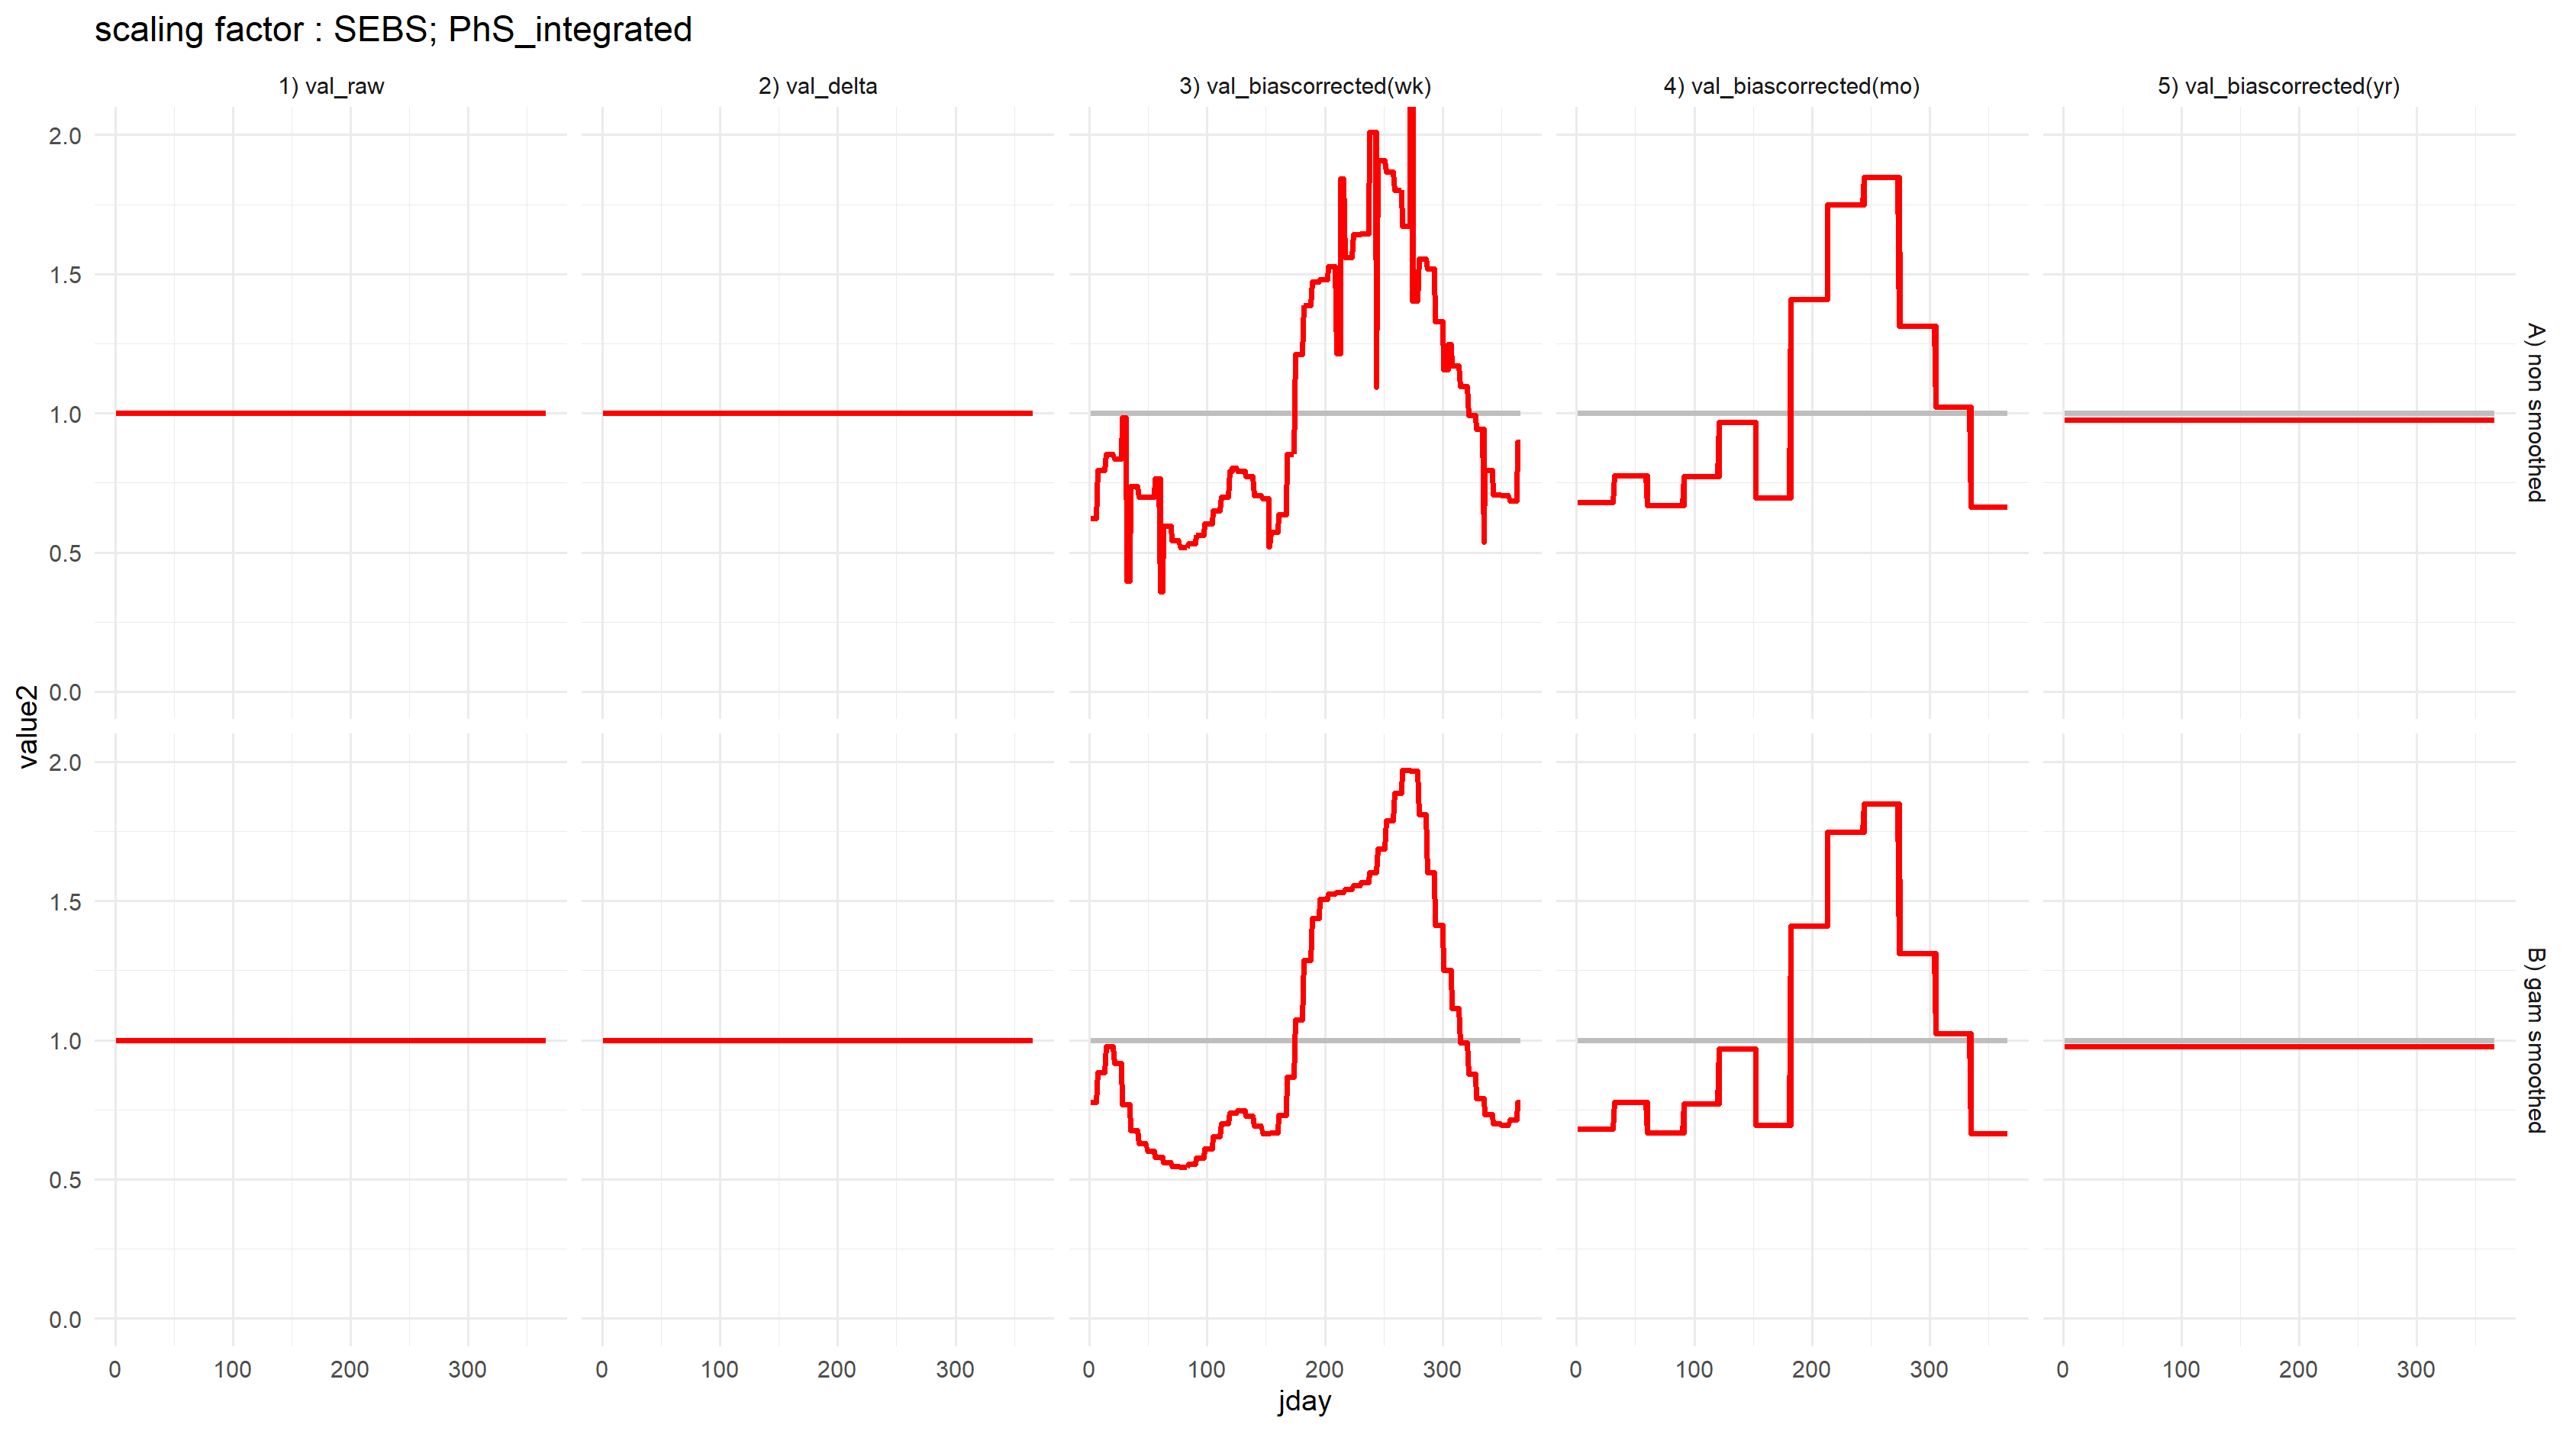 scaling factor : SEBS; PhS_integrated
1) val_raw 2) val_delta 3) val_biascorrected(wk) 4) val_biascorrected(mo) 5) val_biascorrected(yr)
2.0
1.5
1.0
0.5
0.0
A) non smoothed
value2
2.0
1.5
1.0
0.5
0.0
B) gam smoothed
0 100 200 300 0 100 200 300 0 100 200 300 0 100 200 300 0 100 200 300
jday